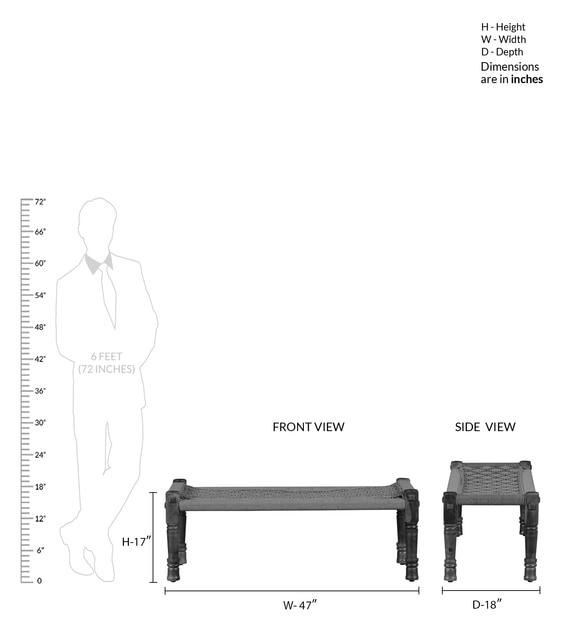 H - Height
W - Width
D - Depth
Dimensions
are in inches
72"
66"
60"
54"
48"
42"
36"
30"
24"
18"
12"
6"
0
6 FEET
(72 INCHES)
FRONT VIEW
SIDE VIEW
H-17"
W- 47"
D-18"